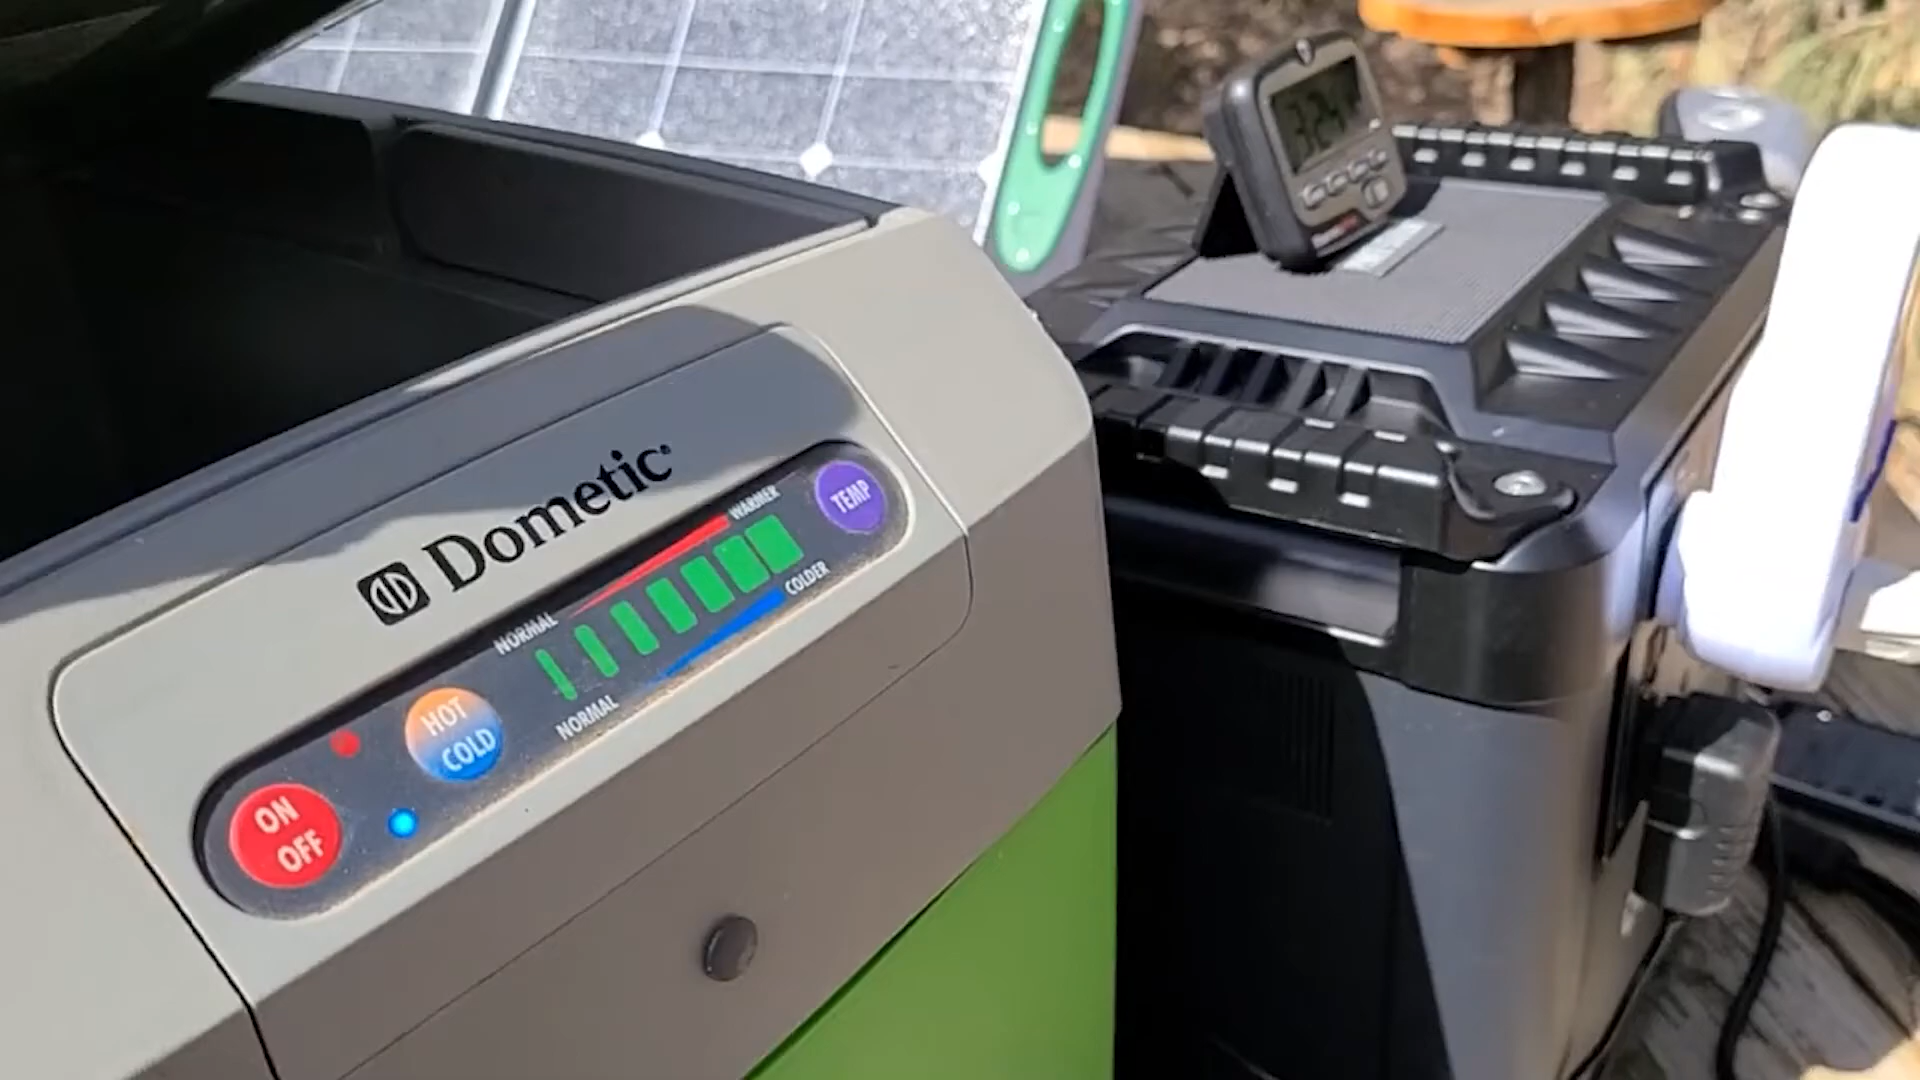 Dometic
WARMER
TEMP
NORMAL
COLDER
NORMAL
HOT
COLD
ON
OFF